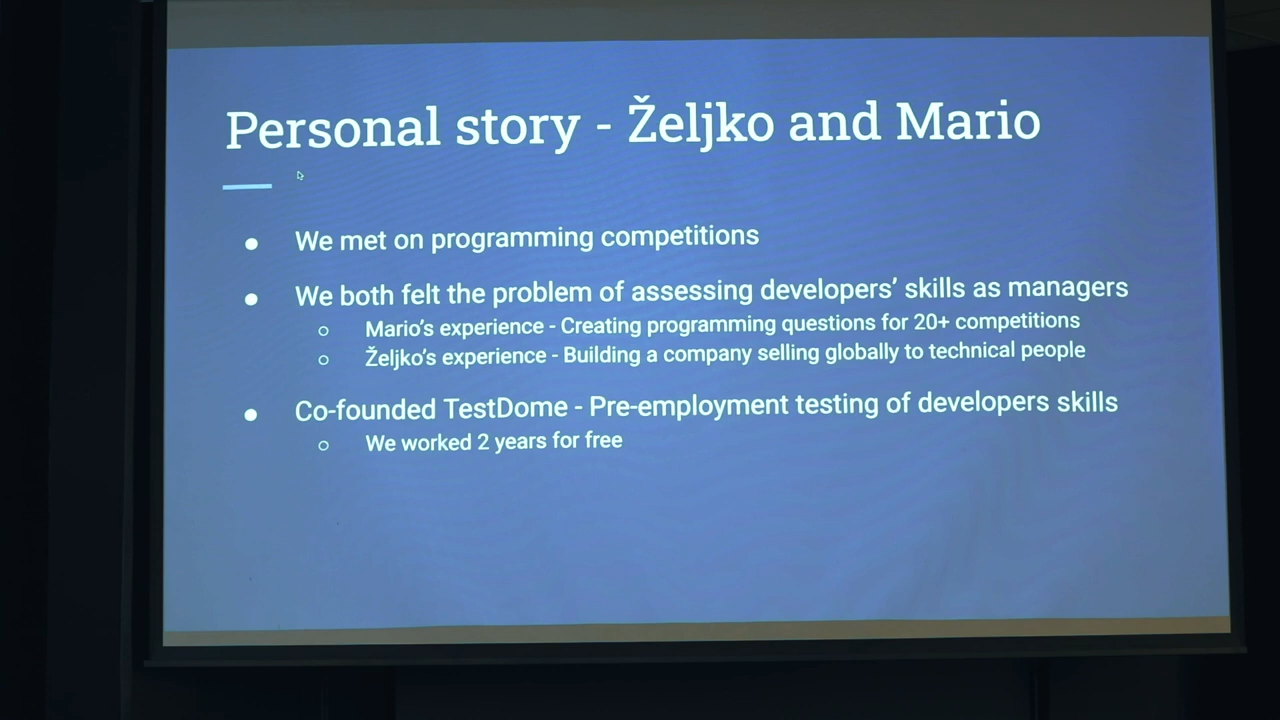 Personal story - Željko and Mario
● We met on programming competitions
● We both felt the problem of assessing developers’ skills as managers
○ Mario’s experience - Creating programming questions for 20+ competitions
○ Željko’s experience - Building a company selling globally to technical people
● Co-founded TestDome - Pre-employment testing of developers skills
○ We worked 2 years for free